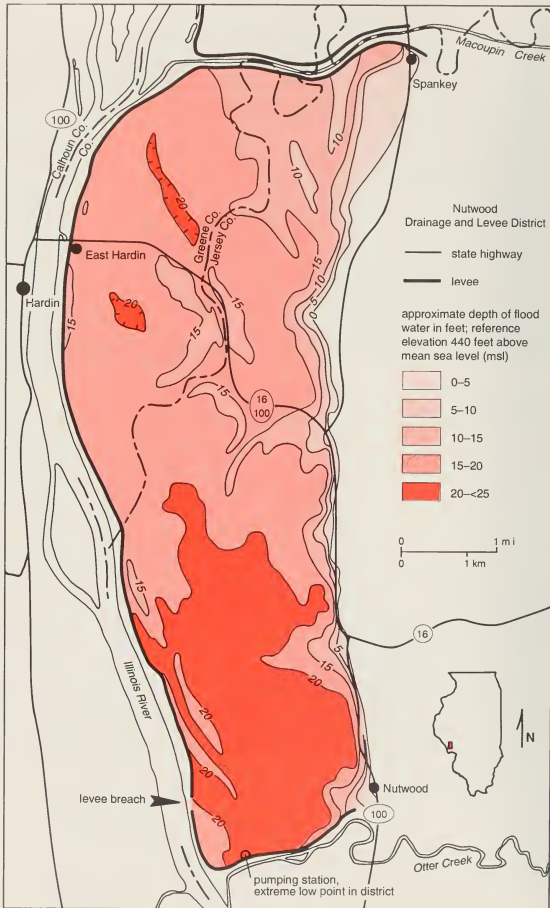 Macoupin Creek
Spankey
100
Calhoun Co.
Co.
10
10
20
Greene Co.
Jersey Co.
15
10
5
0
East Hardin
Hardin
20
15
15
15
15
16
100
Nutwood
Drainage and Levee District
state highway
levee
approximate depth of flood
water in feet; reference
elevation 440 feet above
mean sea level (msl)
0–5
5–10
10–15
15–20
20–<25
0 1 mi
0 1 km
15
16
5
15
20
Illinois River
20
20
N
levee breach
20
Nutwood
100
Otter Creek
pumping station,
extreme low point in district